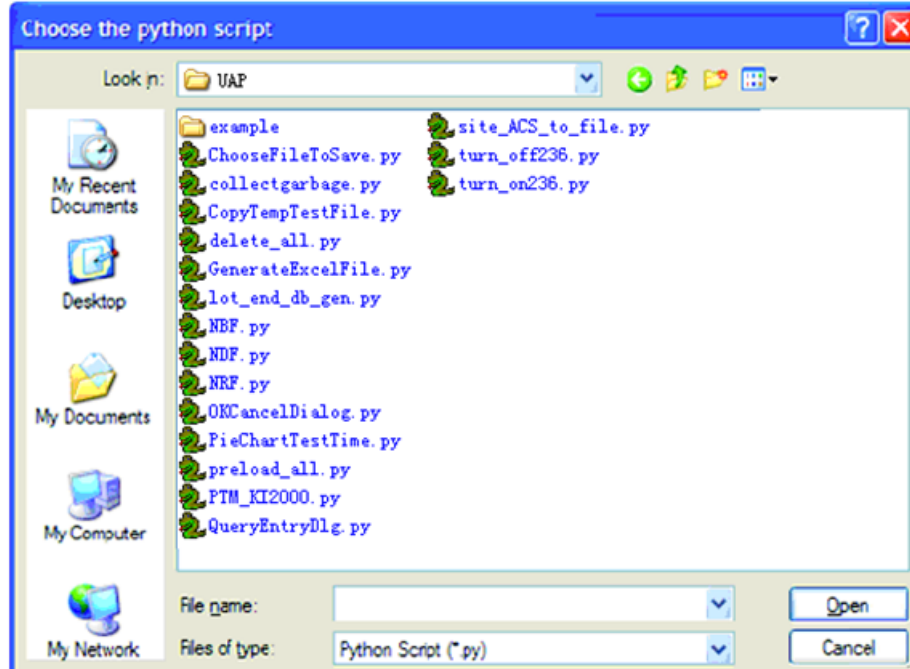 Choose the python script
Look in:
UAP
My Recent
Documents
Desktop
My Documents
My Computer
My Network
example
ChooseFileToSave.py
collectgarbage.py
CopyTempTestFile.py
delete_all.py
GenerateExcelFile.py
lot_end_db_gen.py
NBF.py
NDF.py
NRF.py
OKCancelDialog.py
PieChartTestTime.py
preload_all.py
PTM_KI2000.py
QueryEntryDlg.py
site_ACS_to_file.py
turn_off236.py
turn_on236.py
File name:
Open
Files of type:
Python Script (*.py)
Cancel